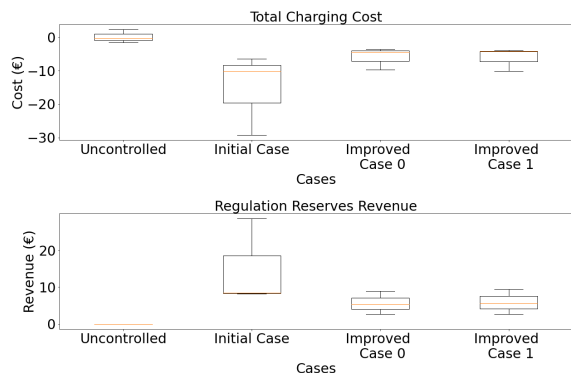 Total Charging Cost
Cost (€)
0
−10
−20
−30
Uncontrolled Initial Case Improved Improved
Case 0 Case 1
Cases
Regulation Reserves Revenue
Revenue (€)
20
10
0
Uncontrolled Initial Case Improved Improved
Case 0 Case 1
Cases